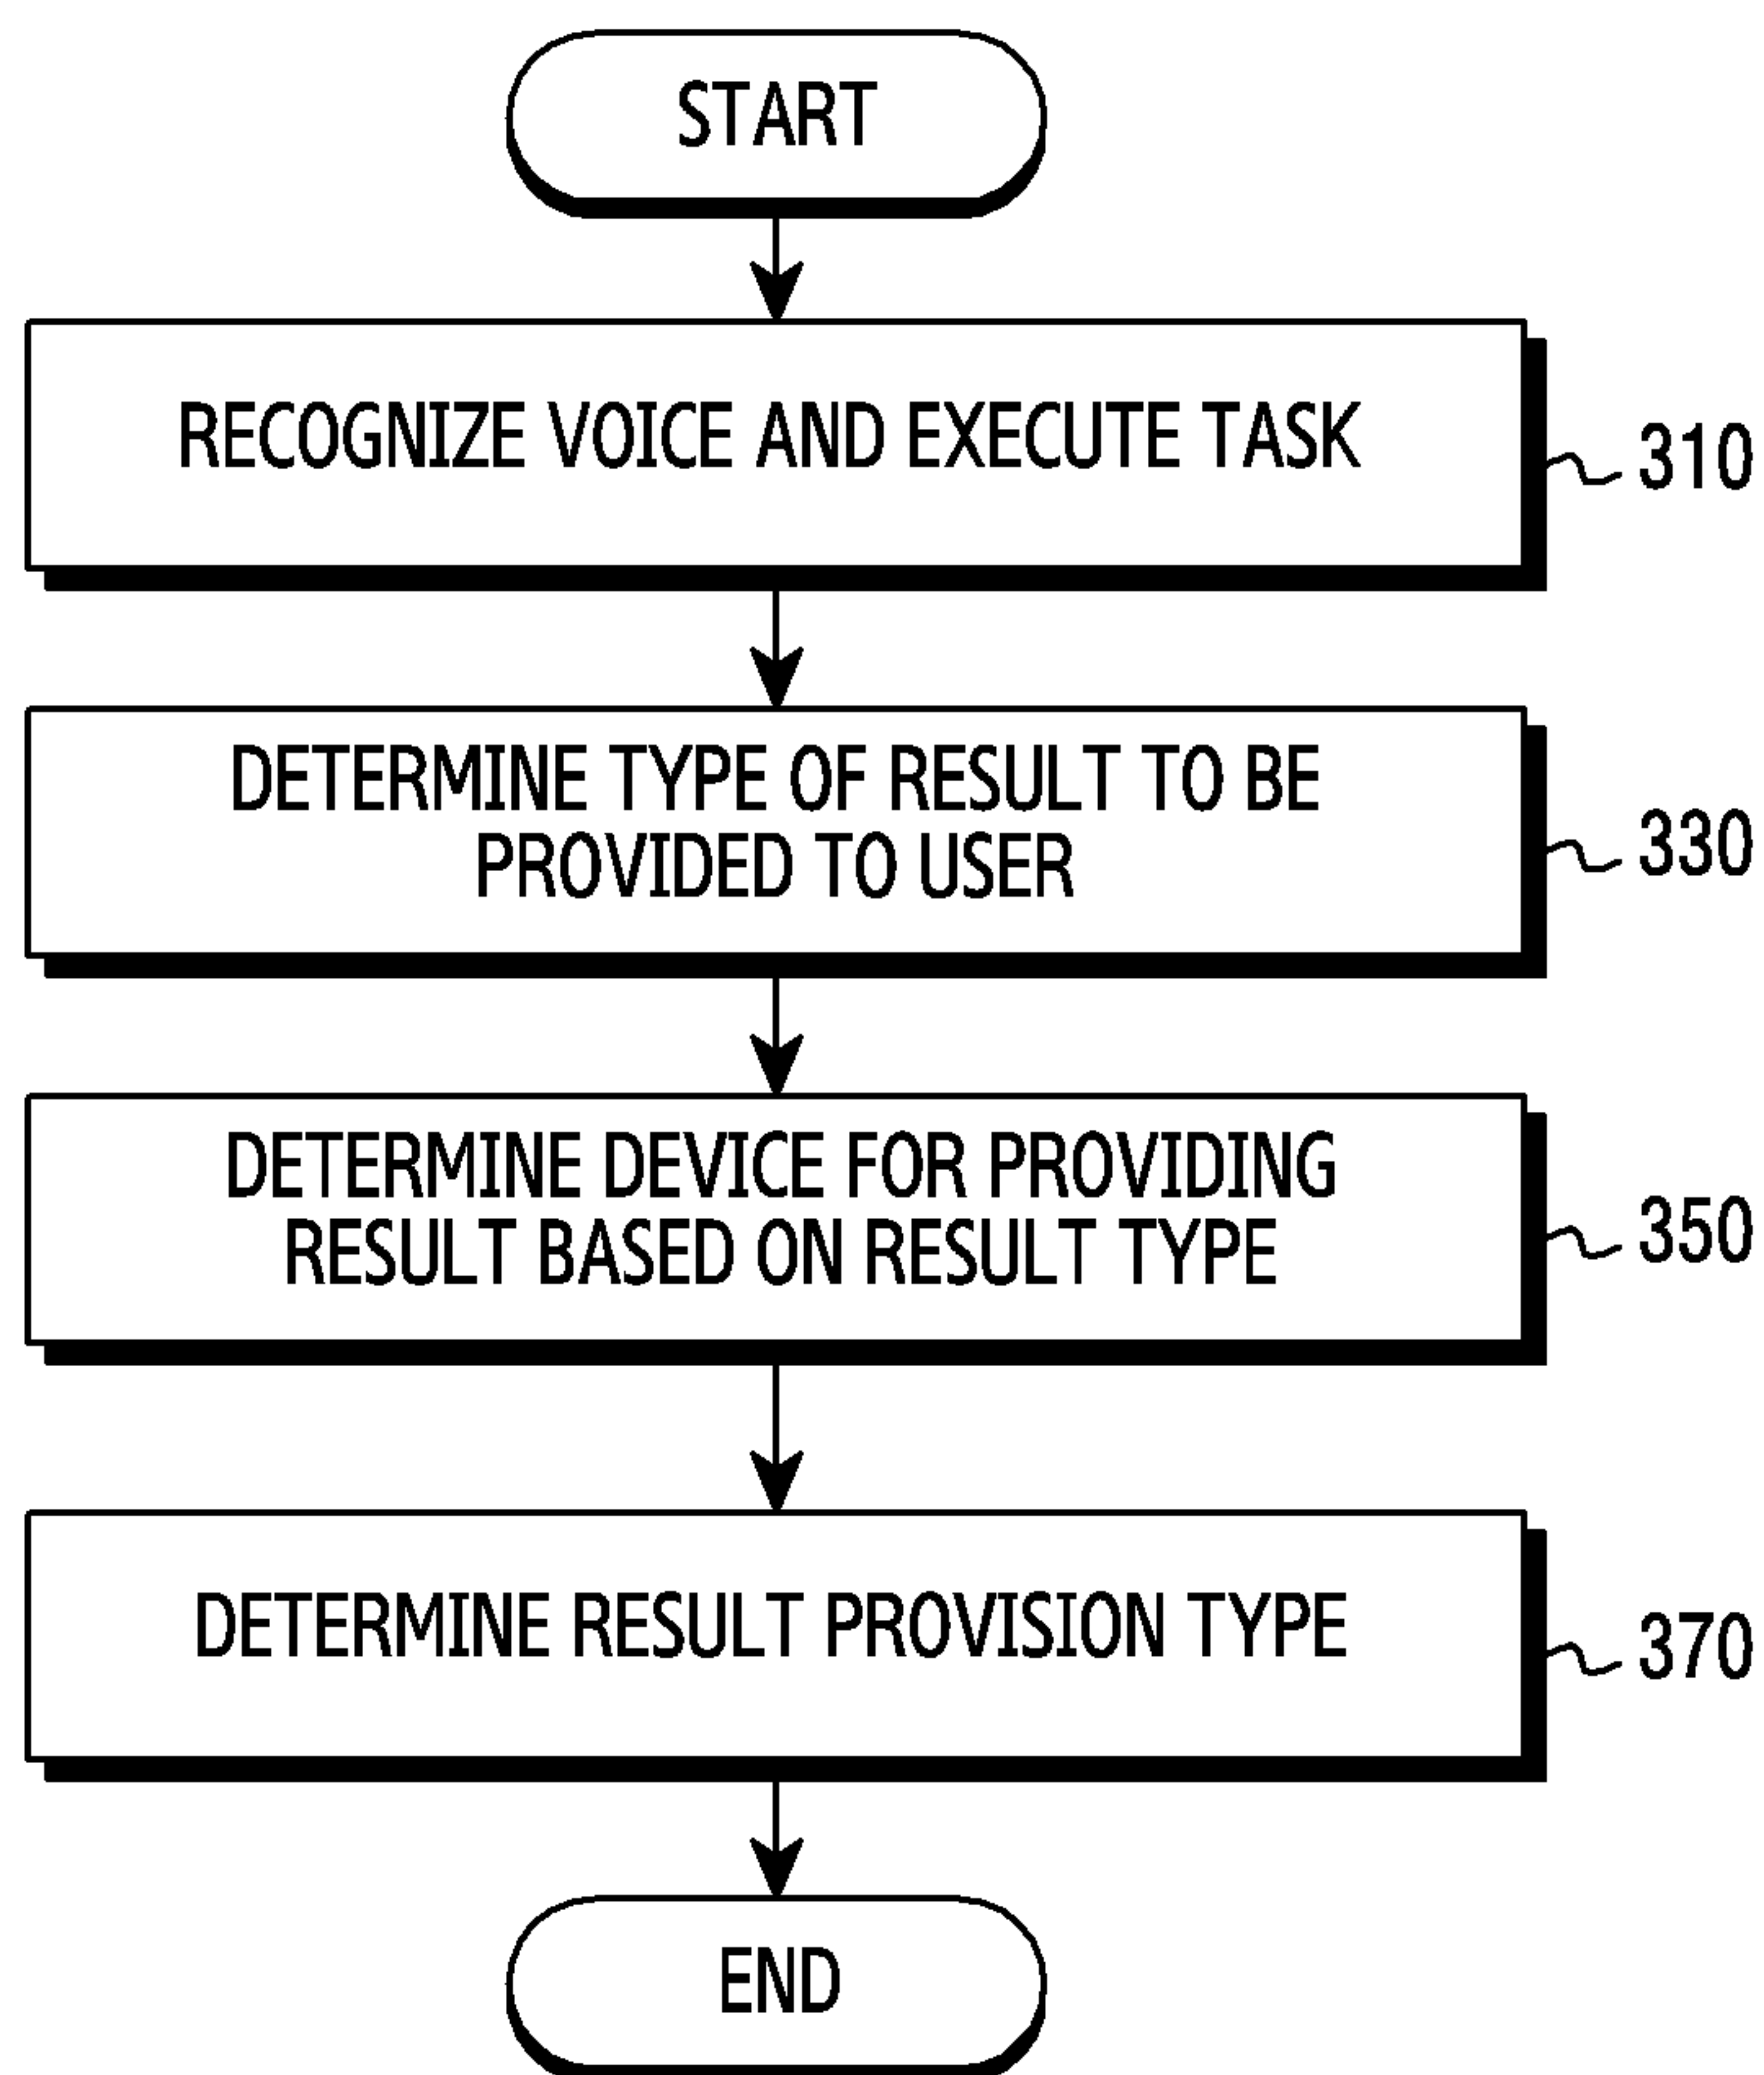 START
RECOGNIZE VOICE AND EXECUTE TASK
310
DETERMINE TYPE OF RESULT TO BE
PROVIDED TO USER
330
DETERMINE DEVICE FOR PROVIDING
RESULT BASED ON RESULT TYPE
350
DETERMINE RESULT PROVISION TYPE
370
END